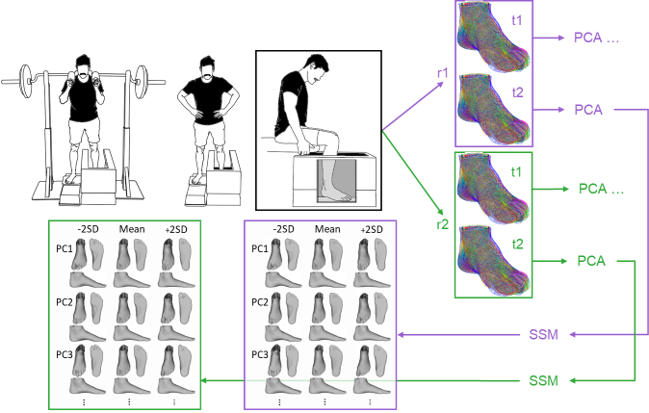 r1
t1
PCA ...
t2
PCA
r2
t1
PCA ...
t2
PCA
-2SD Mean +2SD
PC1
PC2
PC3
⋮ ⋮ ⋮
-2SD Mean +2SD
PC1
PC2
PC3
⋮ ⋮ ⋮
SSM
SSM